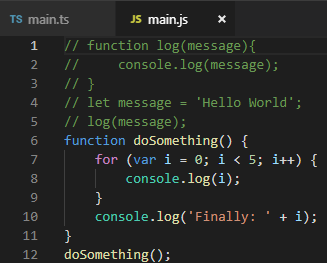 TS main.ts JS main.js ×
1 // function log(message){
2 //     console.log(message);
3 // }
4 // let message = 'Hello World';
5 // log(message);
6 function doSomething() {
7     for (var i = 0; i < 5; i++) {
8         console.log(i);
9     }
10     console.log('Finally: ' + i);
11 }
12 doSomething();